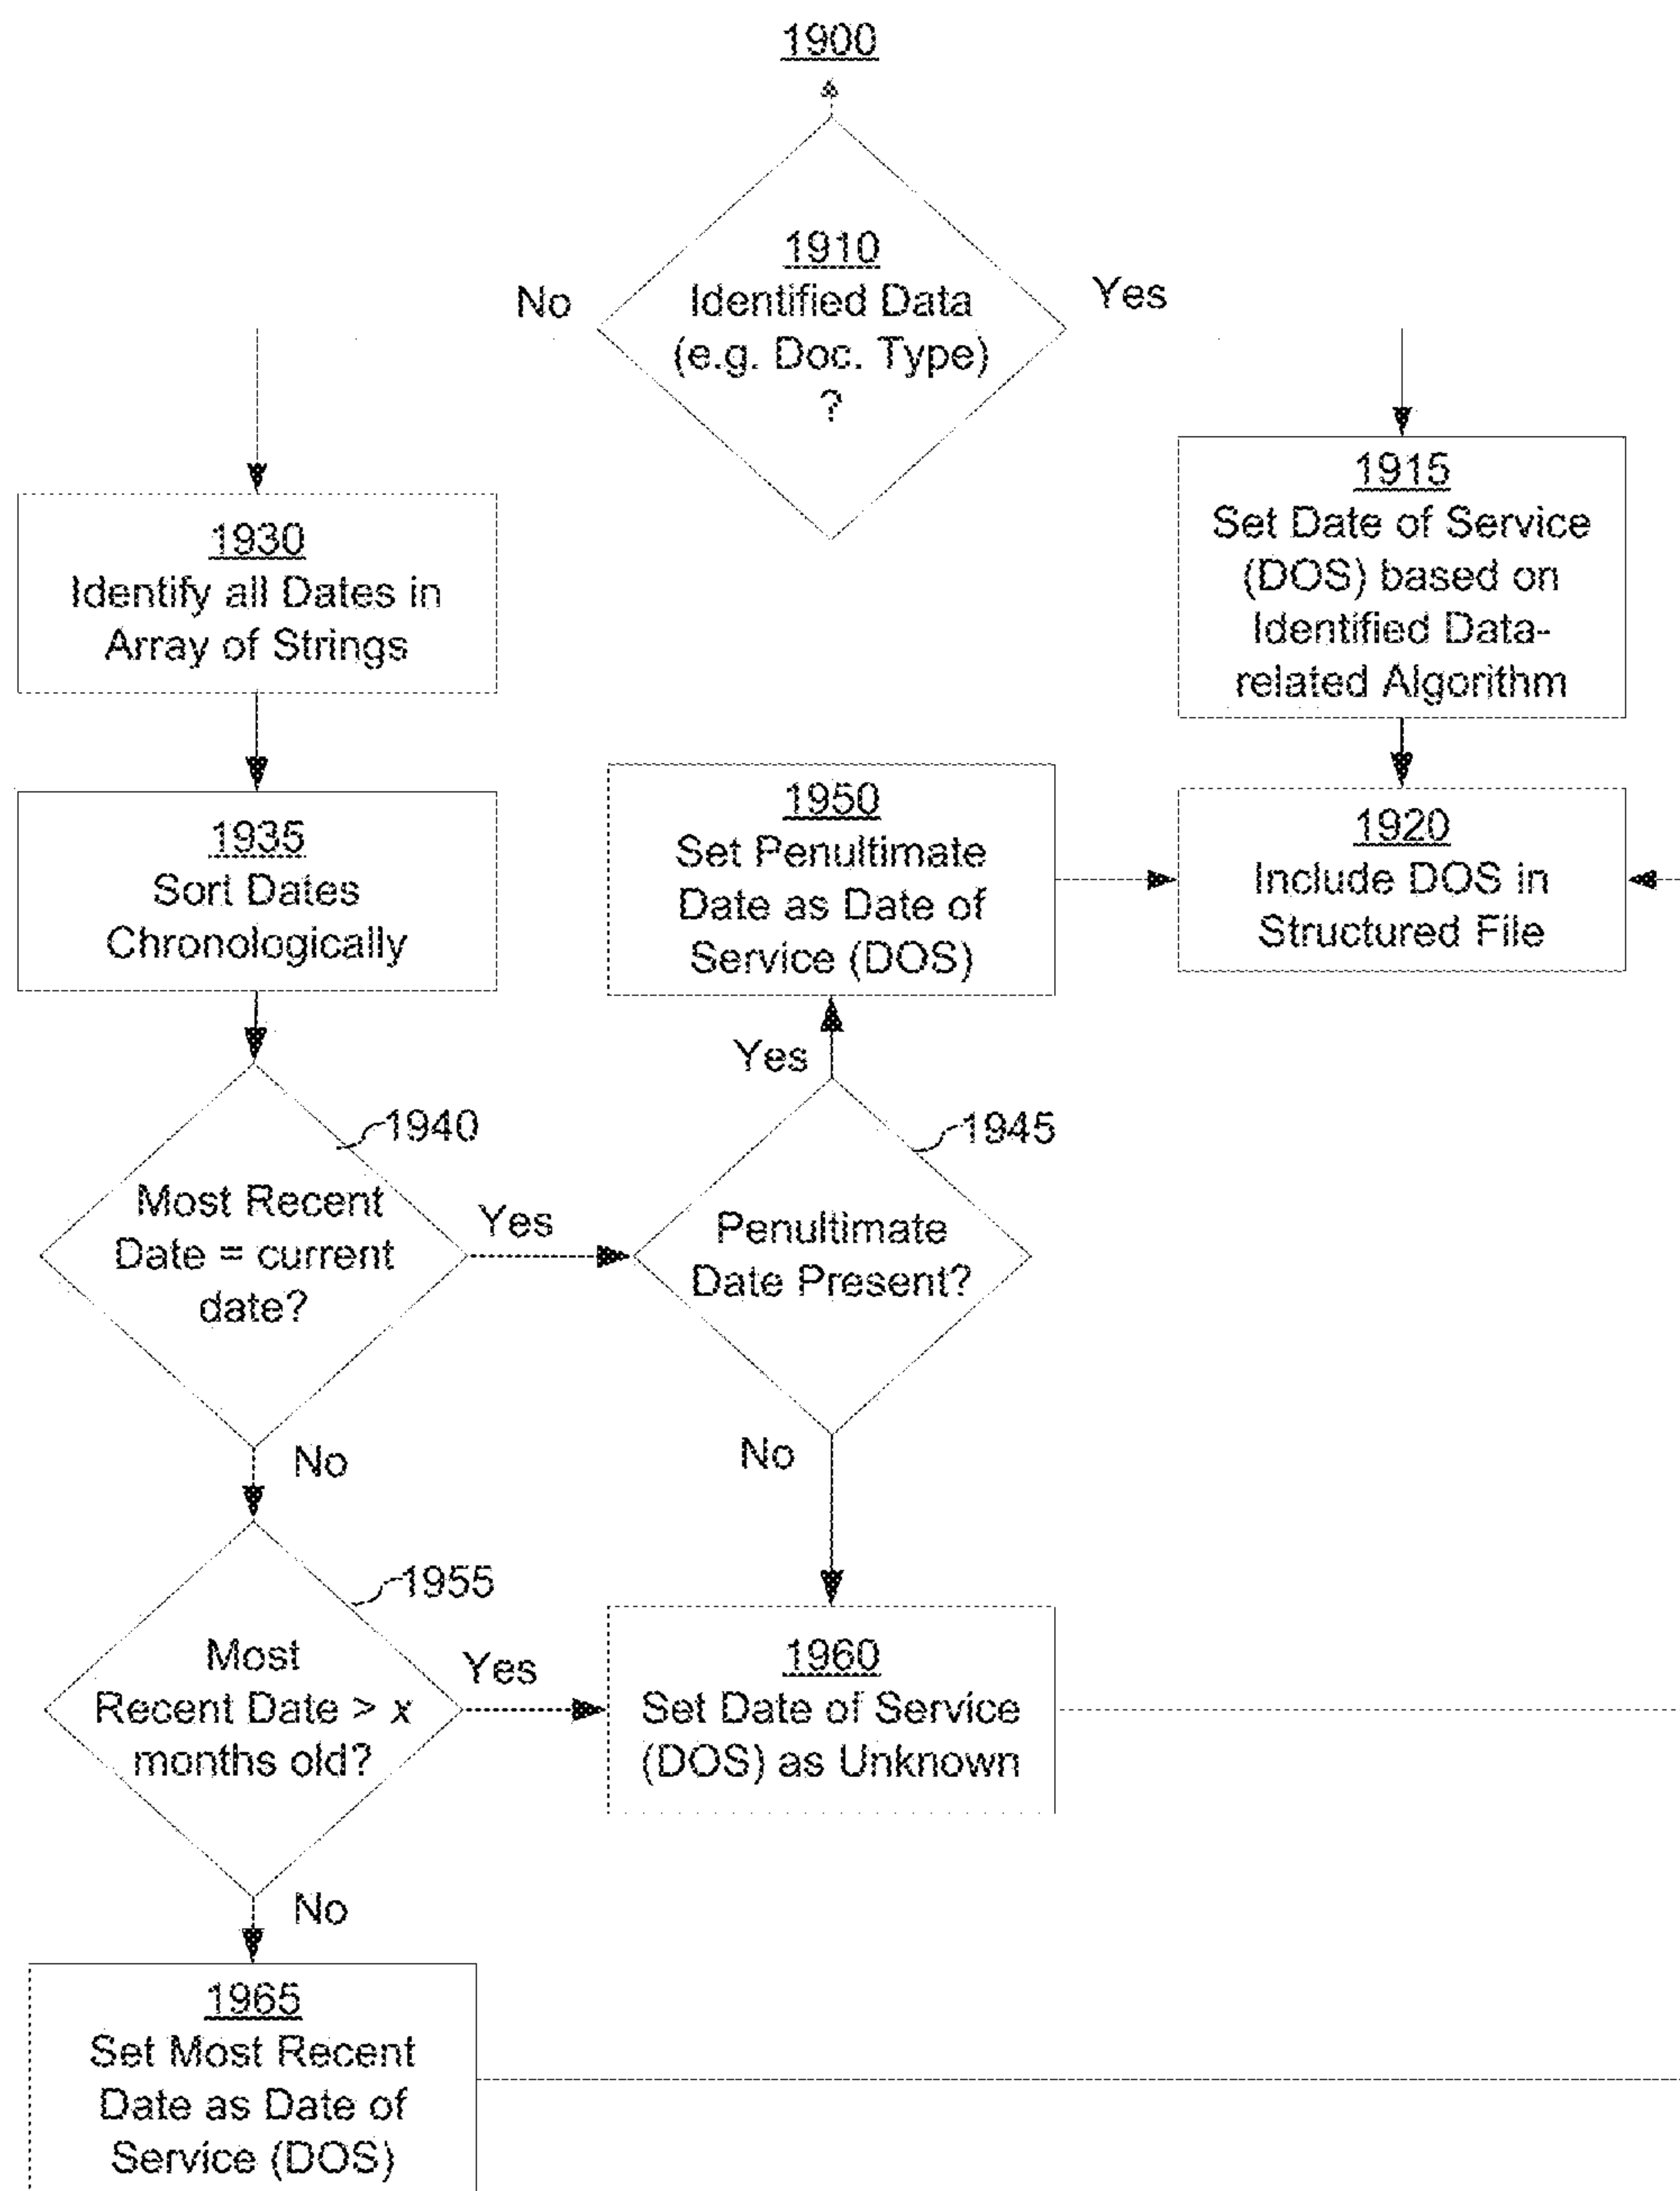 1900
1910
Identified Data
(e.g. Doc. Type)
?
No
Yes
1915
Set Date of Service
(DOS) based on
Identified Data-
related Algorithm
1930
Identify all Dates in
Array of Strings
1935
Sort Dates
Chronologically
1950
Set Penultimate
Date as Date of
Service (DOS)
1920
Include DOS in
Structured File
Yes
1940
Most Recent
Date = current
date?
Yes
1945
Penultimate
Date Present?
No
No
1955
Most
Recent Date > x
months old?
Yes
1960
Set Date of Service
(DOS) as Unknown
No
1965
Set Most Recent
Date as Date of
Service (DOS)